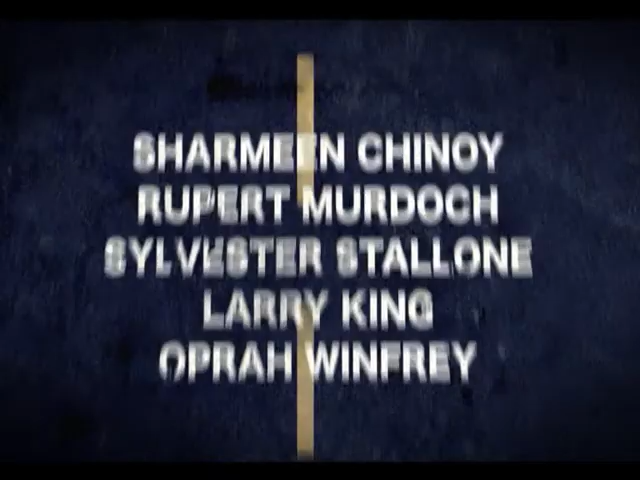 SHARMEEN CHINOY
RUPERT MURDOCH
SYLVESTER STALLONE
LARRY KING
OPRAH WINFREY